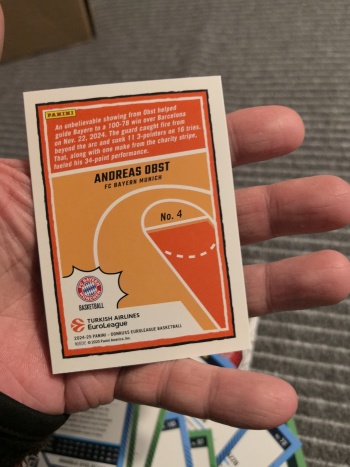 PANINI
An unbelievable showing from Obst helped
guide Bayern to a 100-78 win over Barcelona
on Nov. 22, 2024. The guard caught fire from
beyond the arc and sank 11 3-pointers on 16 tries.
That, along with one make from the charity stripe,
fueled his 34-point performance.
ANDREAS OBST
FC BAYERN MUNICH
No. 4
BASKETBALL
TURKISH AIRLINES
EuroLeague
2024-25 PANINI - DONRUSS EUROLEAGUE BASKETBALL